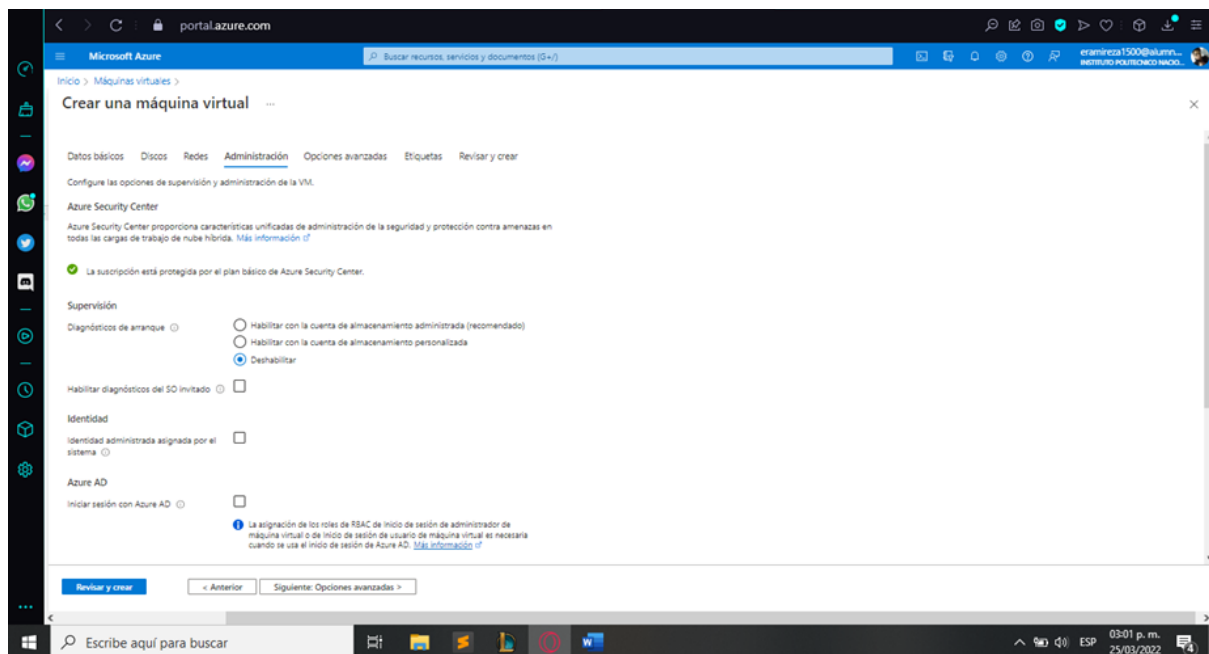 portal.azure.com
Microsoft Azure
Buscar recursos, servicios y documentos (G+/)
eramireza1500@alumn...
INSTITUTO POLITECNICO NACIO...
Inicio > Máquinas virtuales >
Crear una máquina virtual ...
Datos básicos Discos Redes Administración Opciones avanzadas Etiquetas Revisar y crear
Configure las opciones de supervisión y administración de la VM.
Azure Security Center
Azure Security Center proporciona características unificadas de administración de la seguridad y protección contra amenazas en
todas las cargas de trabajo de nube híbrida. Más información
La suscripción está protegida por el plan básico de Azure Security Center.
Supervisión
Diagnósticos de arranque
Habilitar con la cuenta de almacenamiento administrada (recomendado)
Habilitar con la cuenta de almacenamiento personalizada
Deshabilitar
Habilitar diagnósticos del SO invitado
Identidad
Identidad administrada asignada por el
sistema
Azure AD
Iniciar sesión con Azure AD
La asignación de los roles de RBAC de inicio de sesión de administrador de
máquina virtual o de inicio de sesión de usuario de máquina virtual es necesaria
cuando se usa el inicio de sesión de Azure AD. Más información
Revisar y crear
< Anterior
Siguiente: Opciones avanzadas >
Escribe aquí para buscar
ESP
03:01 p. m.
25/03/2022
4